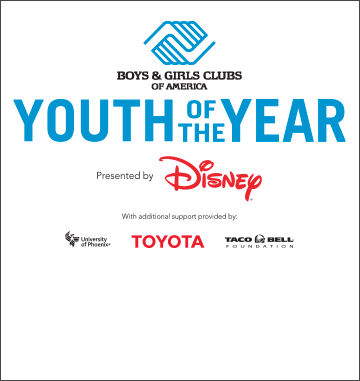 BOYS & GIRLS CLUBS
OF AMERICA
YOUTH OF THE YEAR
Presented by Disney
With additional support provided by:
University of Phoenix®
TOYOTA
TACO BELL
FOUNDATION